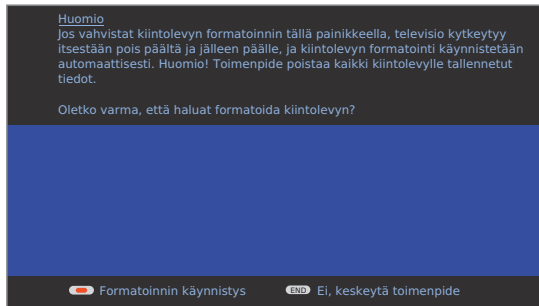 Huomio
Jos vahvistat kiintolevyn formatoinnin tällä painikkeella, televisio kytkeytyy
itsestään pois päältä ja jälleen päälle, ja kiintolevyn formatointi käynnistetään
automaattisesti. Huomio! Toimenpide poistaa kaikki kiintolevylle tallennetut
tiedot.
Oletko varma, että haluat formatoida kiintolevyn?
Formatoinnin käynnistys
END Ei, keskeytä toimenpide